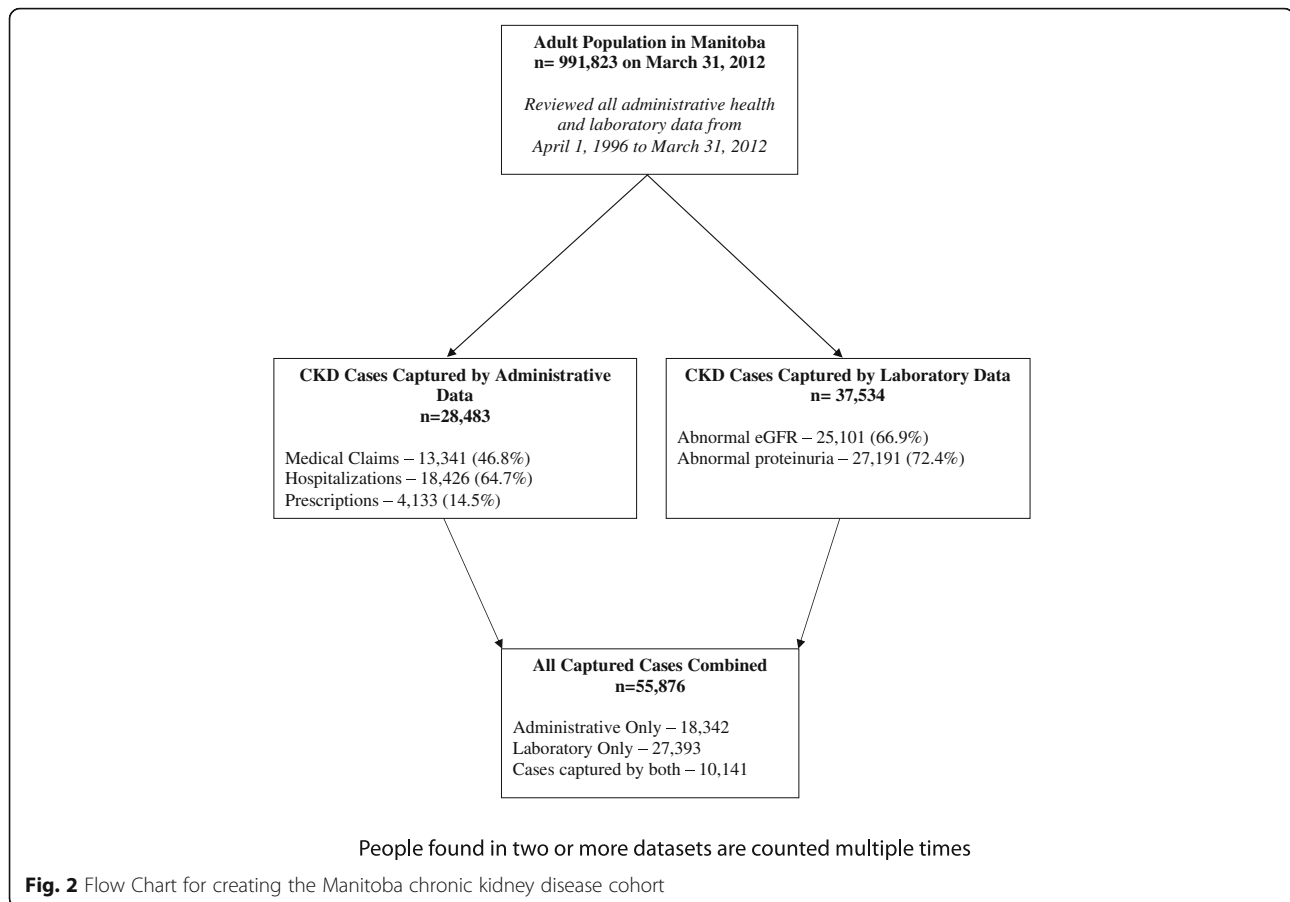 Adult Population in Manitoba
n= 991,823 on March 31, 2012
Reviewed all administrative health
and laboratory data from
April 1, 1996 to March 31, 2012
CKD Cases Captured by Administrative
Data
n=28,483
Medical Claims – 13,341 (46.8%)
Hospitalizations – 18,426 (64.7%)
Prescriptions – 4,133 (14.5%)
CKD Cases Captured by Laboratory Data
n= 37,534
Abnormal eGFR – 25,101 (66.9%)
Abnormal proteinuria – 27,191 (72.4%)
All Captured Cases Combined
n=55,876
Administrative Only – 18,342
Laboratory Only – 27,393
Cases captured by both – 10,141
People found in two or more datasets are counted multiple times
Fig. 2 Flow Chart for creating the Manitoba chronic kidney disease cohort